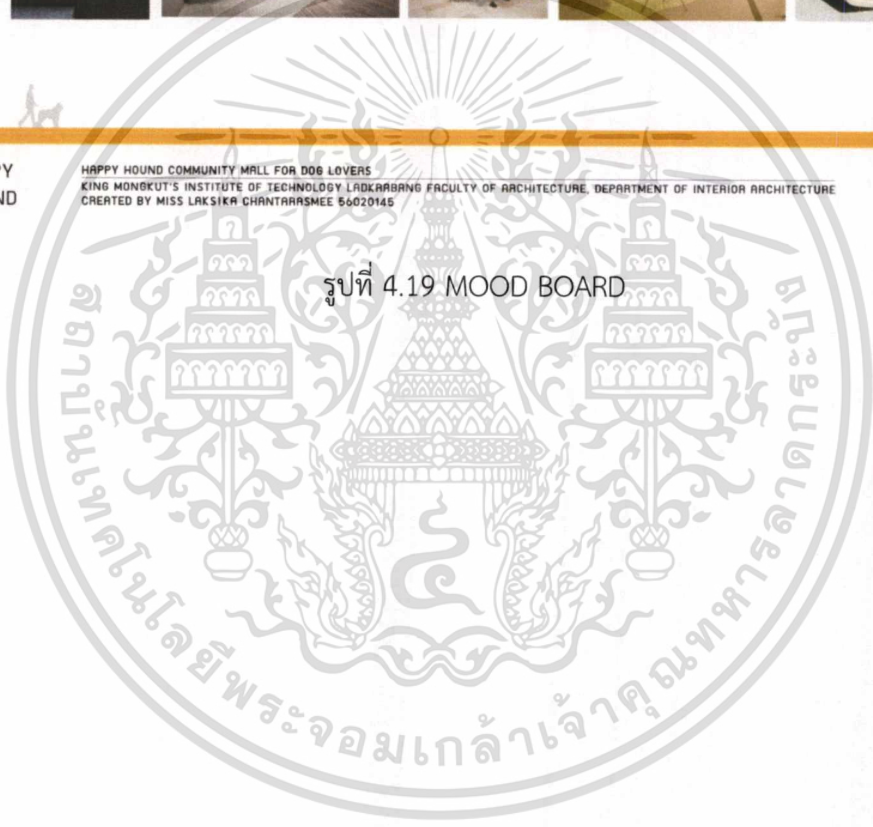 HAPPY HOUND COMMUNITY MALL FOR DOG LOVERS
KING MONGKUT'S INSTITUTE OF TECHNOLOGY LADKRABANG FACULTY OF ARCHITECTURE, DEPARTMENT OF INTERIOR ARCHITECTURE
CREATED BY MISS LAKSIKA CHANTARASMEE 56020145
รูปที่ 4.19 MOOD BOARD
สถาบันเทคโนโลยีพระจอมเกล้าเจ้าคุณทหารลาดกระบัง
๔